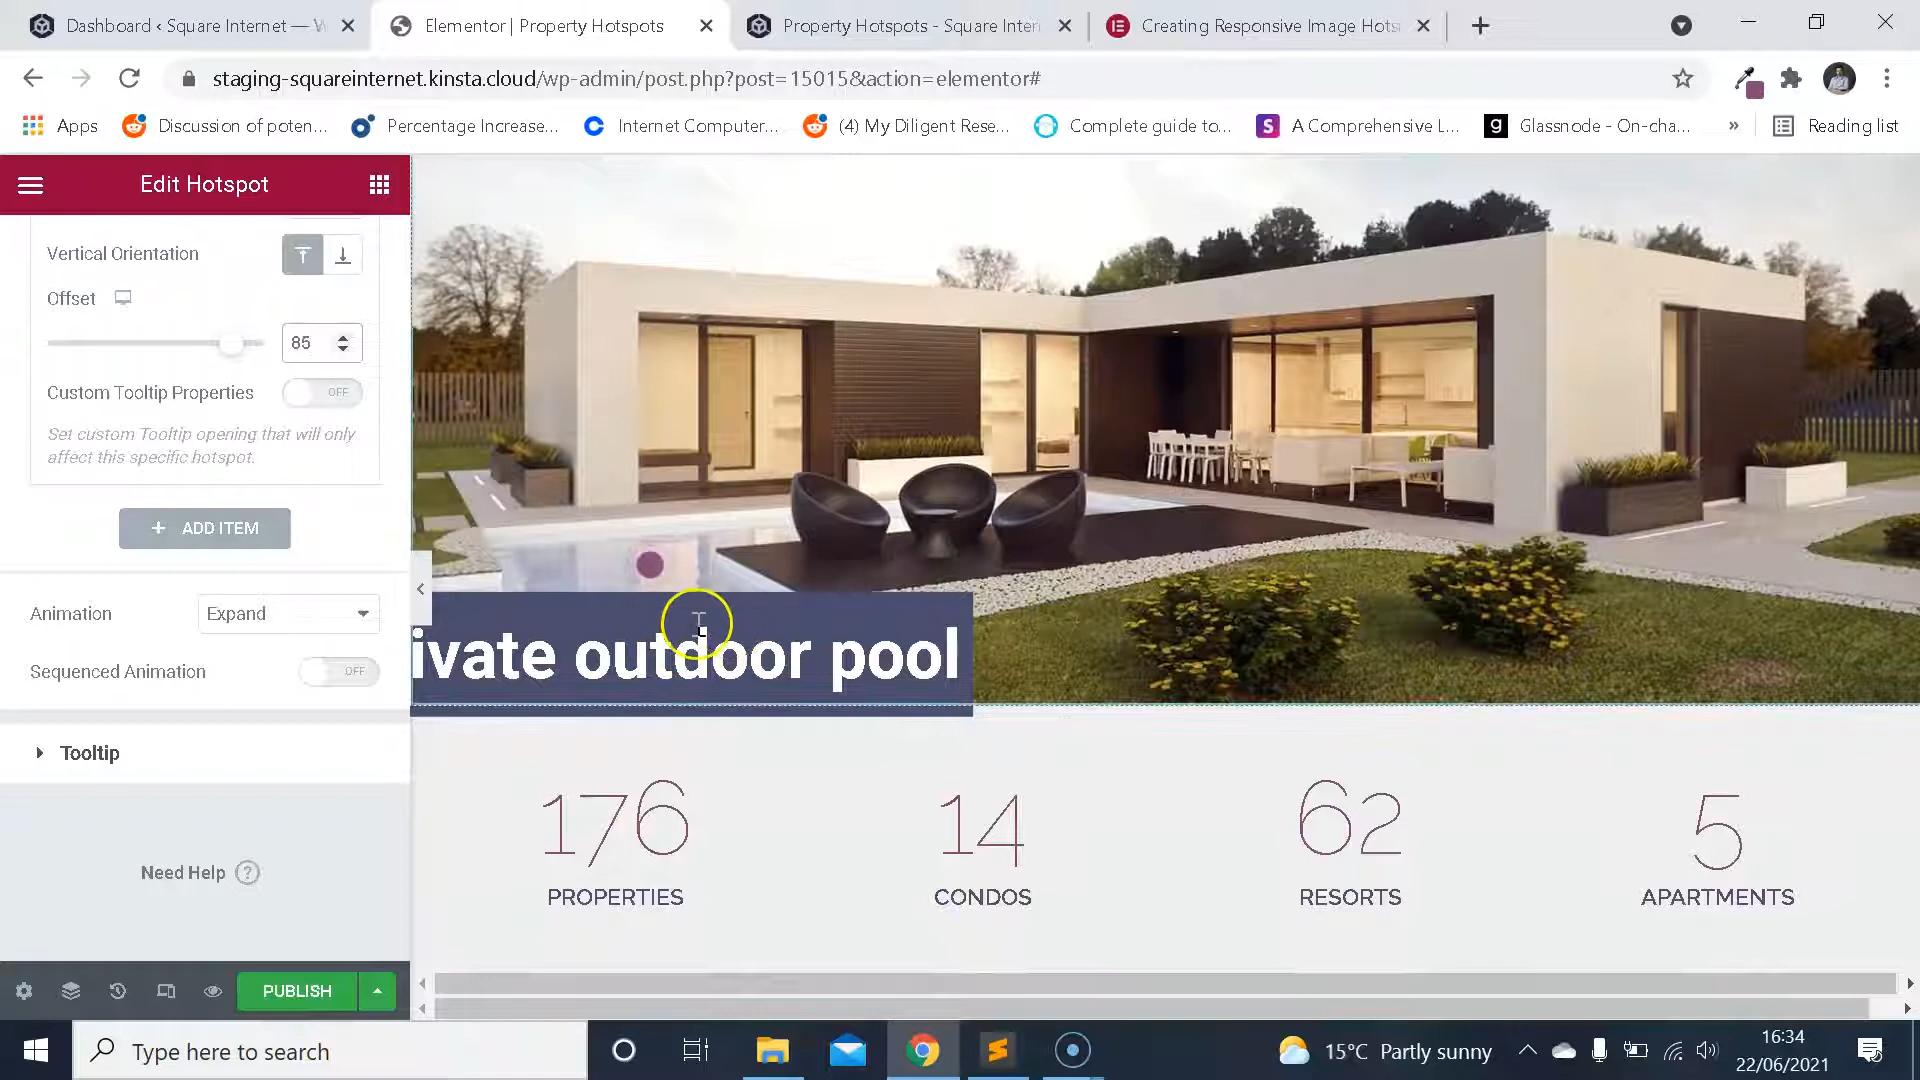 Dashboard ‹ Square Internet — W
Elementor | Property Hotspots
Property Hotspots - Square Inter
Creating Responsive Image Hots
staging-squareinternet.kinsta.cloud/wp-admin/post.php?post=15015&action=elementor#
Apps
Discussion of poten...
Percentage Increase...
Internet Computer...
(4) My Diligent Rese...
Complete guide to...
A Comprehensive L...
Glassnode - On-cha...
»
Reading list
Edit Hotspot
Vertical Orientation
Offset
85
Custom Tooltip Properties
OFF
Set custom Tooltip opening that will only
affect this specific hotspot.
+ ADD ITEM
Animation
Expand
Sequenced Animation
OFF
Tooltip
Need Help ?
PUBLISH
ivate outdoor pool
176
PROPERTIES
14
CONDOS
62
RESORTS
5
APARTMENTS
Type here to search
15°C Partly sunny
16:34
22/06/2021